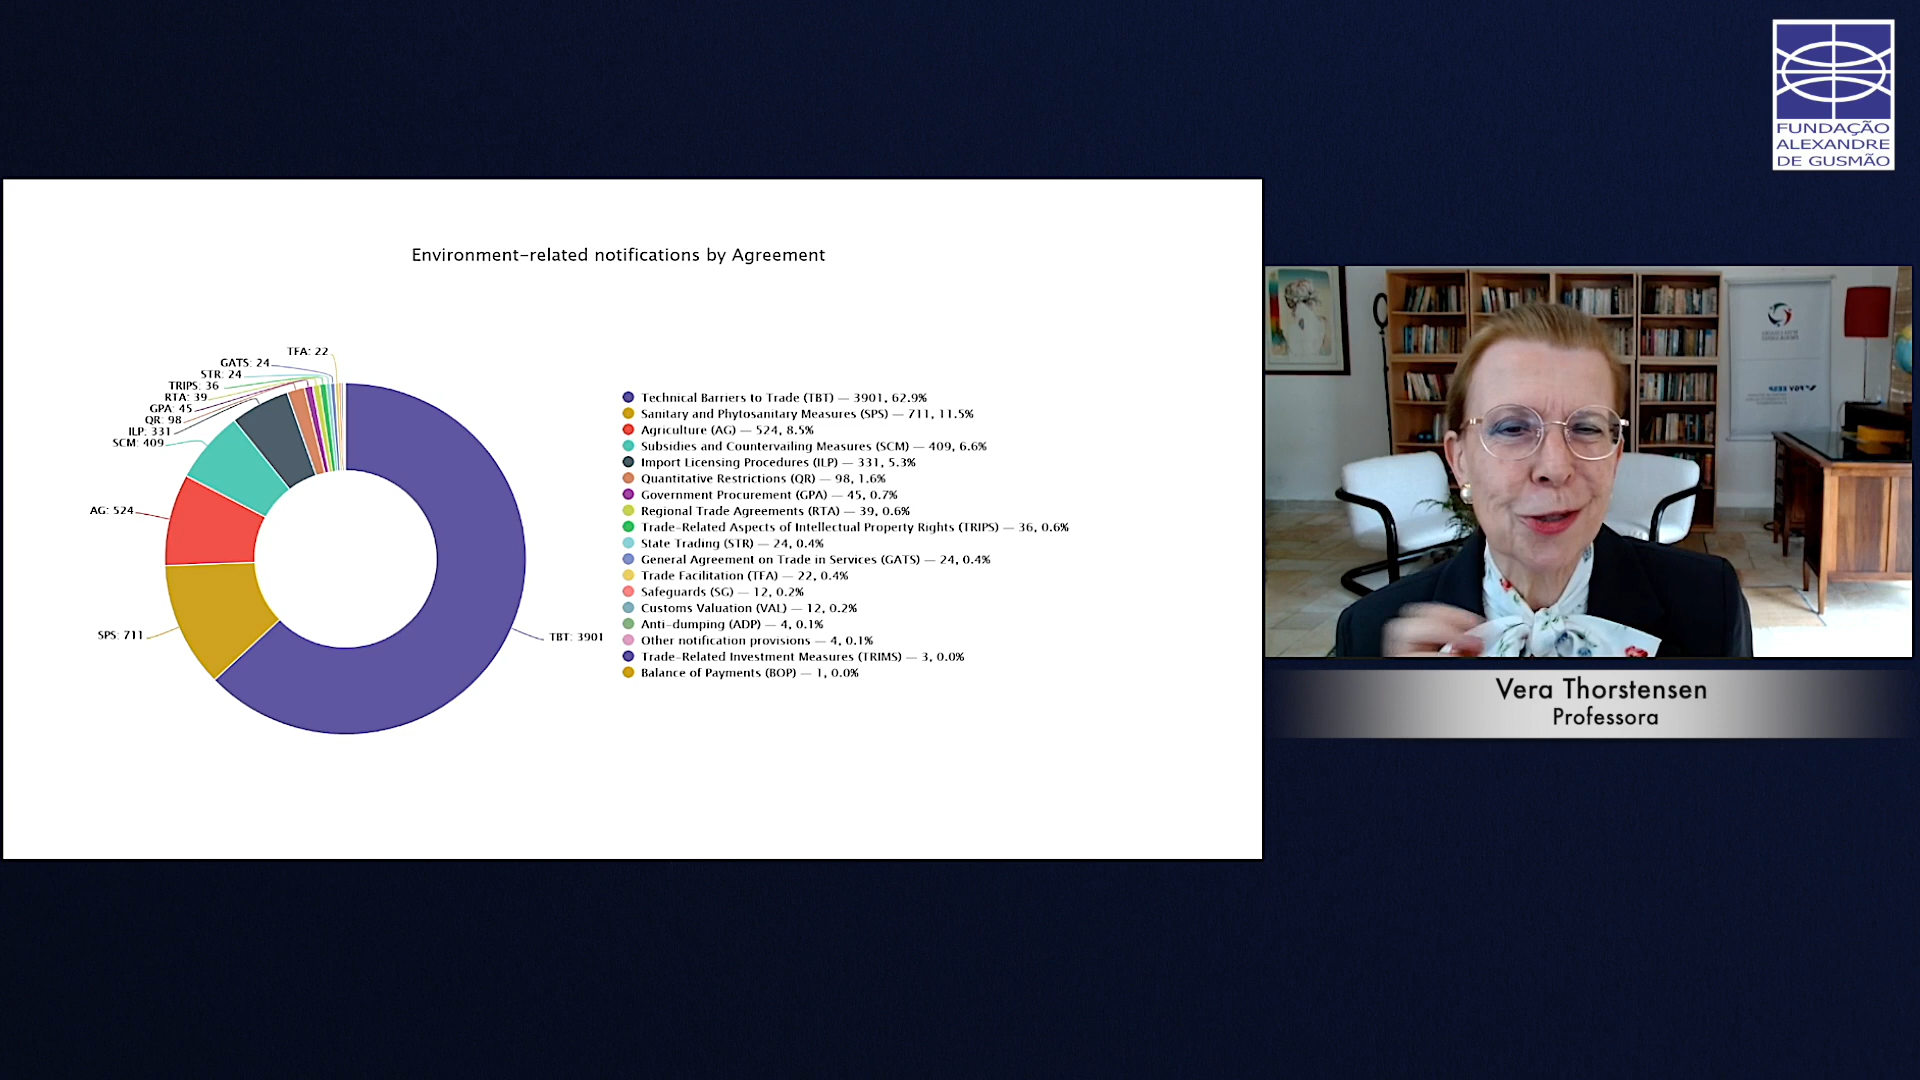 FUNDAÇÃO
ALEXANDRE
DE GUSMÃO
Environment-related notifications by Agreement
TFA: 22
GATS: 24
STR: 24
TRIPS: 36
RTA: 39
GPA: 45
QR: 98
ILP: 331
SCM: 409
AG: 524
SPS: 711
TBT: 3901
Technical Barriers to Trade (TBT) — 3901, 62.9%
Sanitary and Phytosanitary Measures (SPS) — 711, 11.5%
Agriculture (AG) — 524, 8.5%
Subsidies and Countervailing Measures (SCM) — 409, 6.6%
Import Licensing Procedures (ILP) — 331, 5.3%
Quantitative Restrictions (QR) — 98, 1.6%
Government Procurement (GPA) — 45, 0.7%
Regional Trade Agreements (RTA) — 39, 0.6%
Trade-Related Aspects of Intellectual Property Rights (TRIPS) — 36, 0.6%
State Trading (STR) — 24, 0.4%
General Agreement on Trade in Services (GATS) — 24, 0.4%
Trade Facilitation (TFA) — 22, 0.4%
Safeguards (SG) — 12, 0.2%
Customs Valuation (VAL) — 12, 0.2%
Anti-dumping (ADP) — 4, 0.1%
Other notification provisions — 4, 0.1%
Trade-Related Investment Measures (TRIMS) — 3, 0.0%
Balance of Payments (BOP) — 1, 0.0%
FGV EESP
Vera Thorstensen
Professora